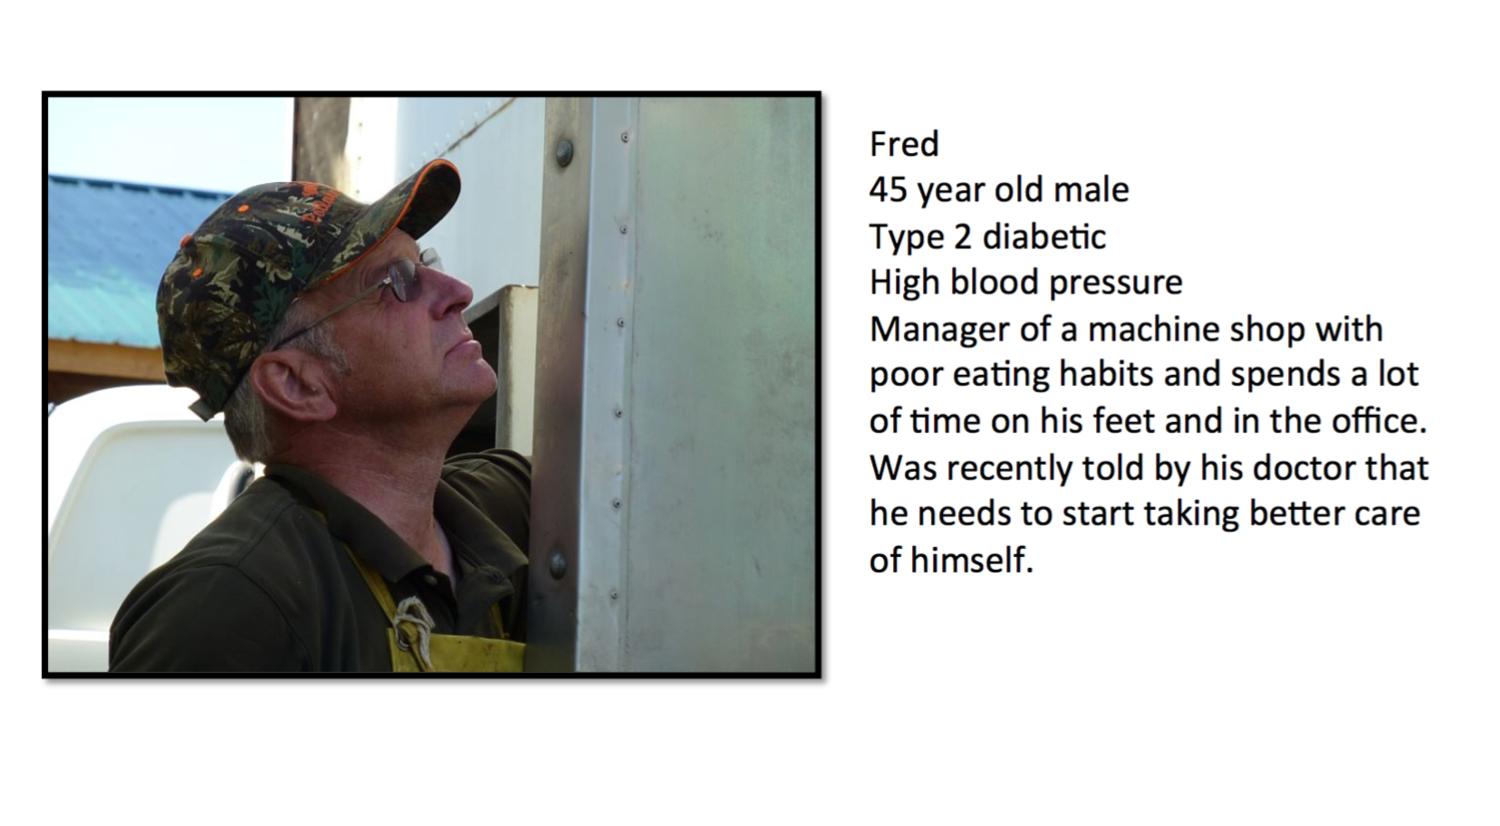 Fred
45 year old male
Type 2 diabetic
High blood pressure
Manager of a machine shop with
poor eating habits and spends a lot
of time on his feet and in the office.
Was recently told by his doctor that
he needs to start taking better care
of himself.